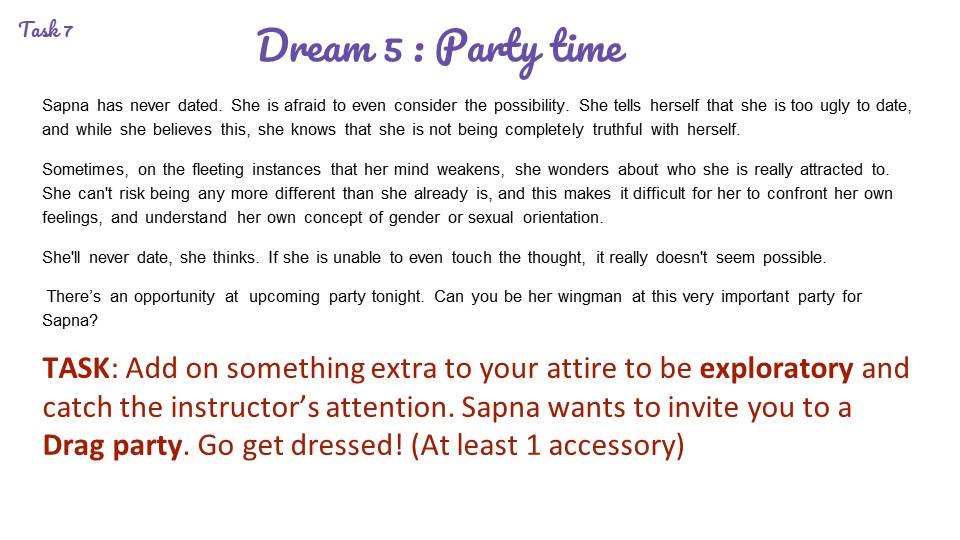 Task 7
Dream 5 : Party time
Sapna has never dated. She is afraid to even consider the possibility. She tells herself that she is too ugly to date,
and while she believes this, she knows that she is not being completely truthful with herself.
Sometimes, on the fleeting instances that her mind weakens, she wonders about who she is really attracted to.
She can't risk being any more different than she already is, and this makes it difficult for her to confront her own
feelings, and understand her own concept of gender or sexual orientation.
She'll never date, she thinks. If she is unable to even touch the thought, it really doesn't seem possible.
There’s an opportunity at upcoming party tonight. Can you be her wingman at this very important party for
Sapna?
TASK: Add on something extra to your attire to be exploratory and
catch the instructor’s attention. Sapna wants to invite you to a
Drag party. Go get dressed! (At least 1 accessory)